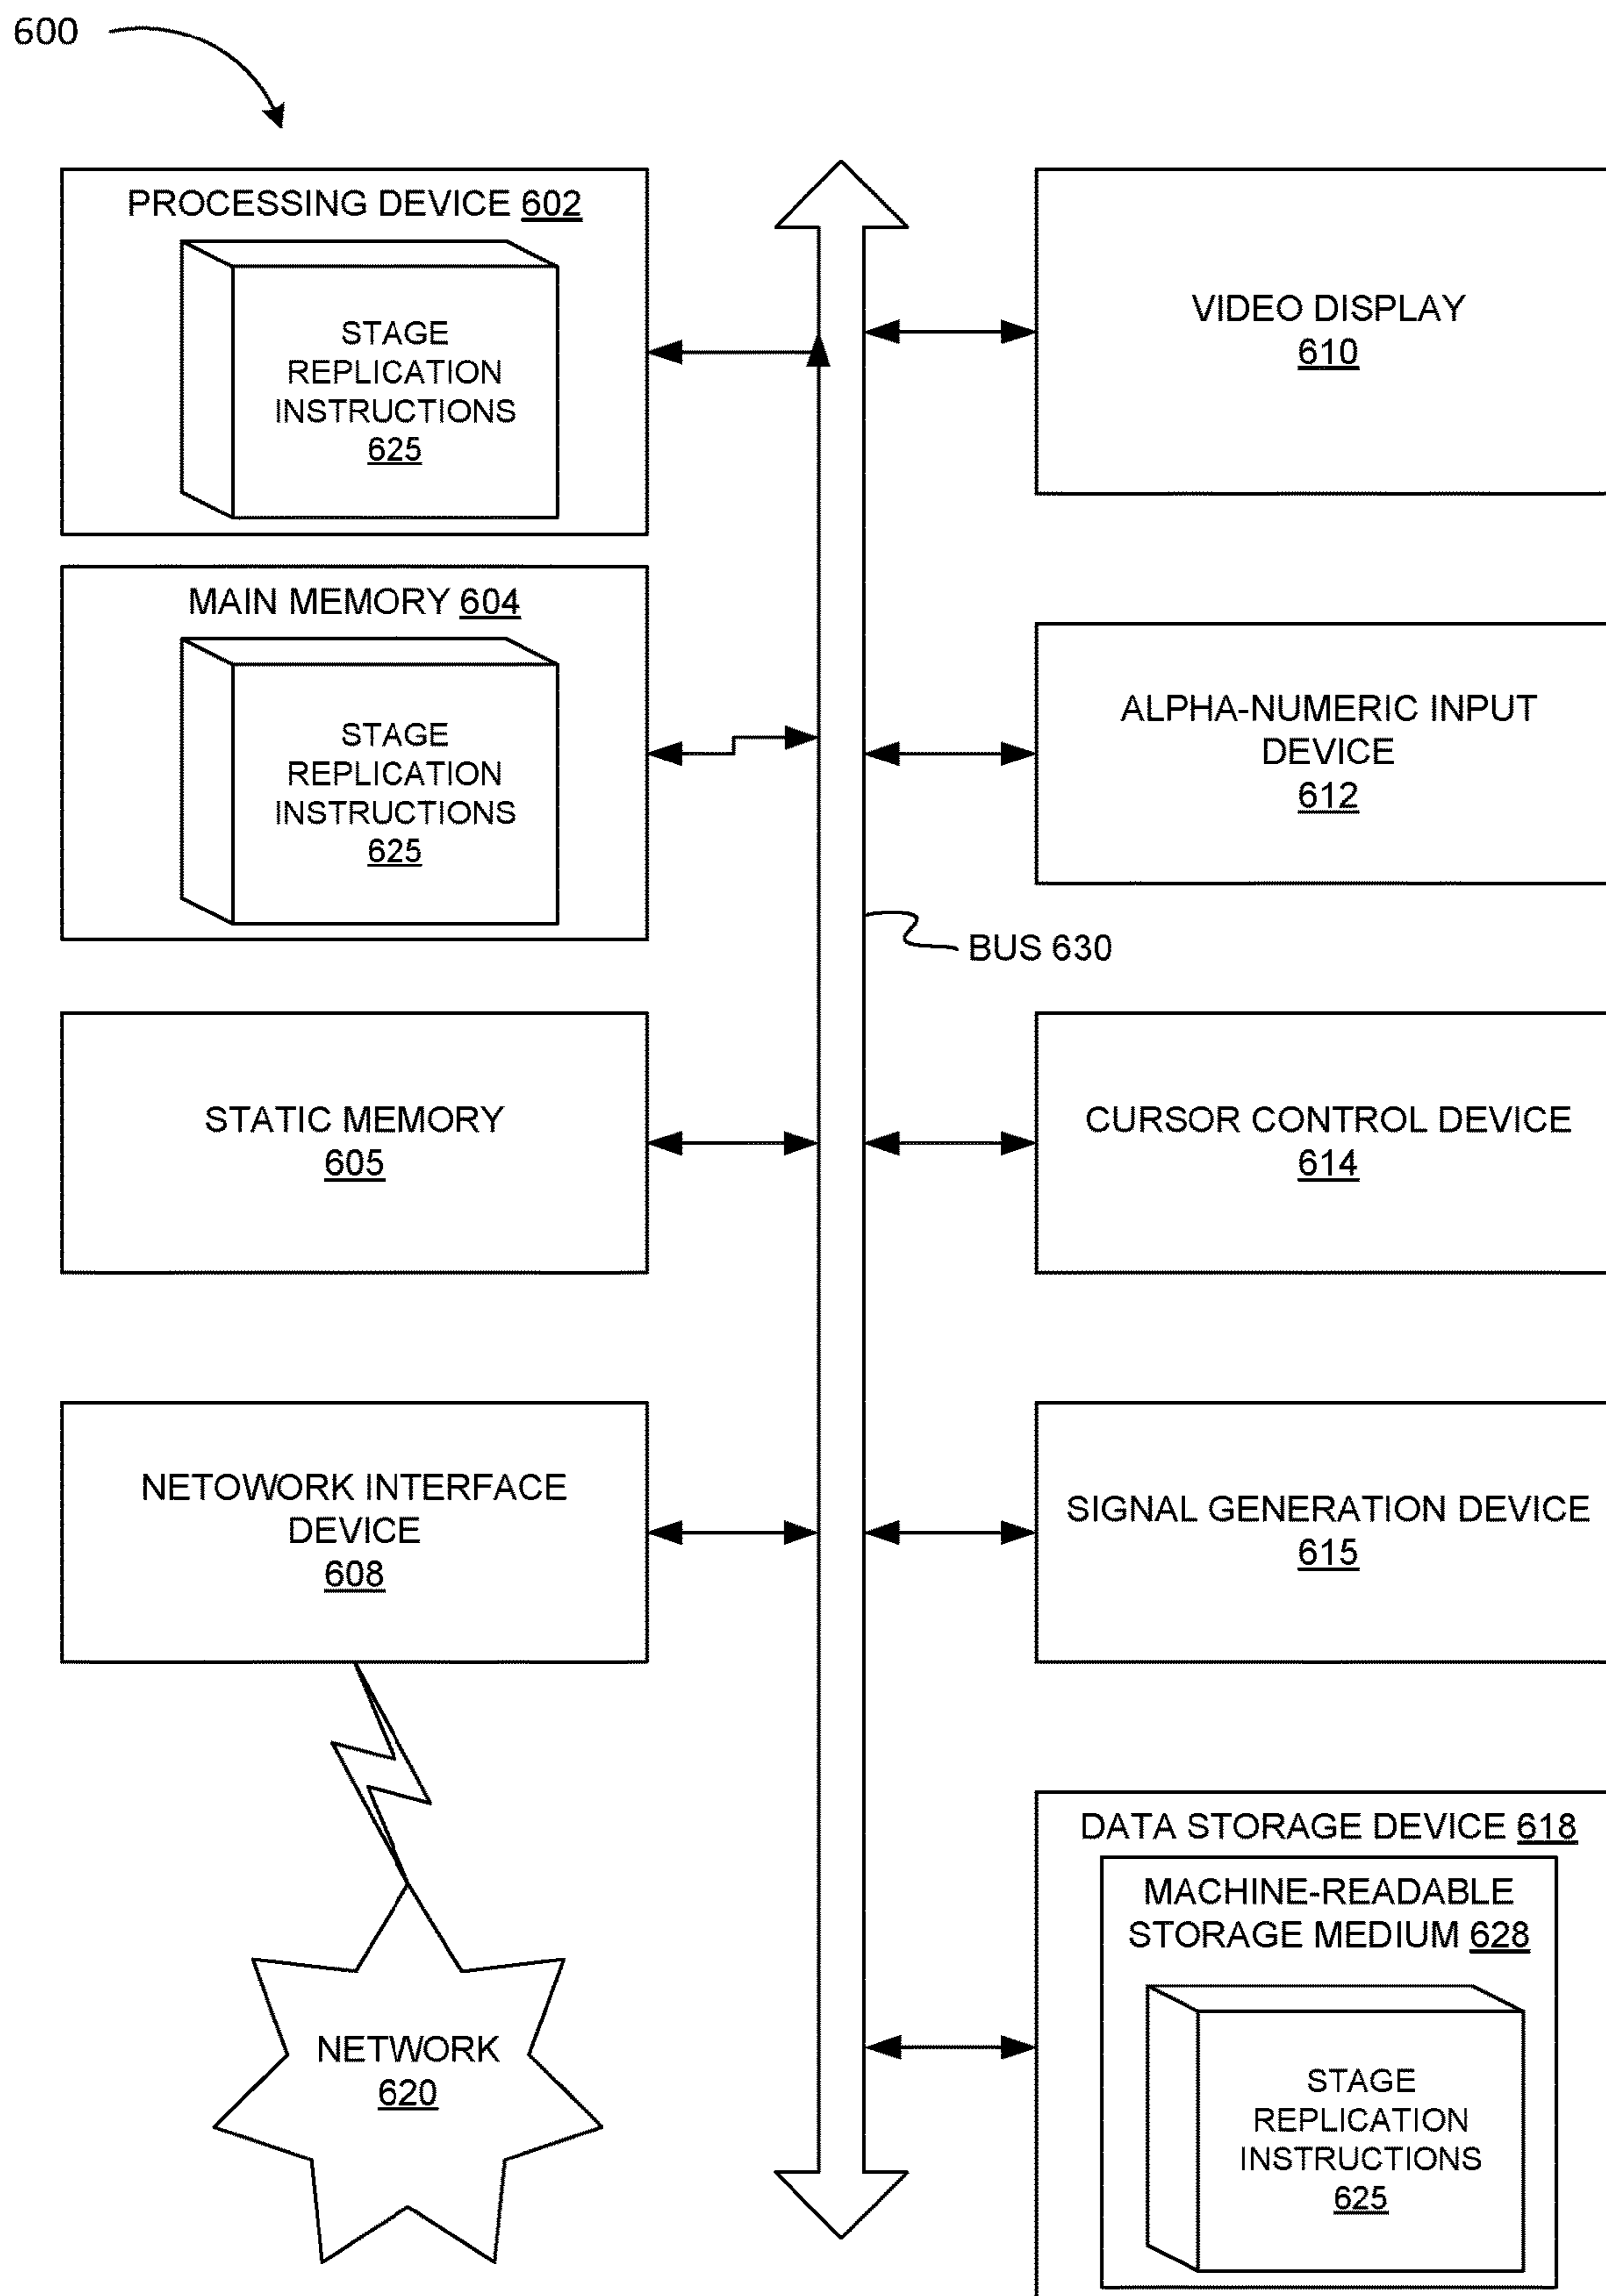 600
PROCESSING DEVICE 602
STAGE
REPLICATION
INSTRUCTIONS
625
MAIN MEMORY 604
STAGE
REPLICATION
INSTRUCTIONS
625
STATIC MEMORY
605
NETOWORK INTERFACE
DEVICE
608
NETWORK
620
VIDEO DISPLAY
610
ALPHA-NUMERIC INPUT
DEVICE
612
BUS 630
CURSOR CONTROL DEVICE
614
SIGNAL GENERATION DEVICE
615
DATA STORAGE DEVICE 618
MACHINE-READABLE
STORAGE MEDIUM 628
STAGE
REPLICATION
INSTRUCTIONS
625